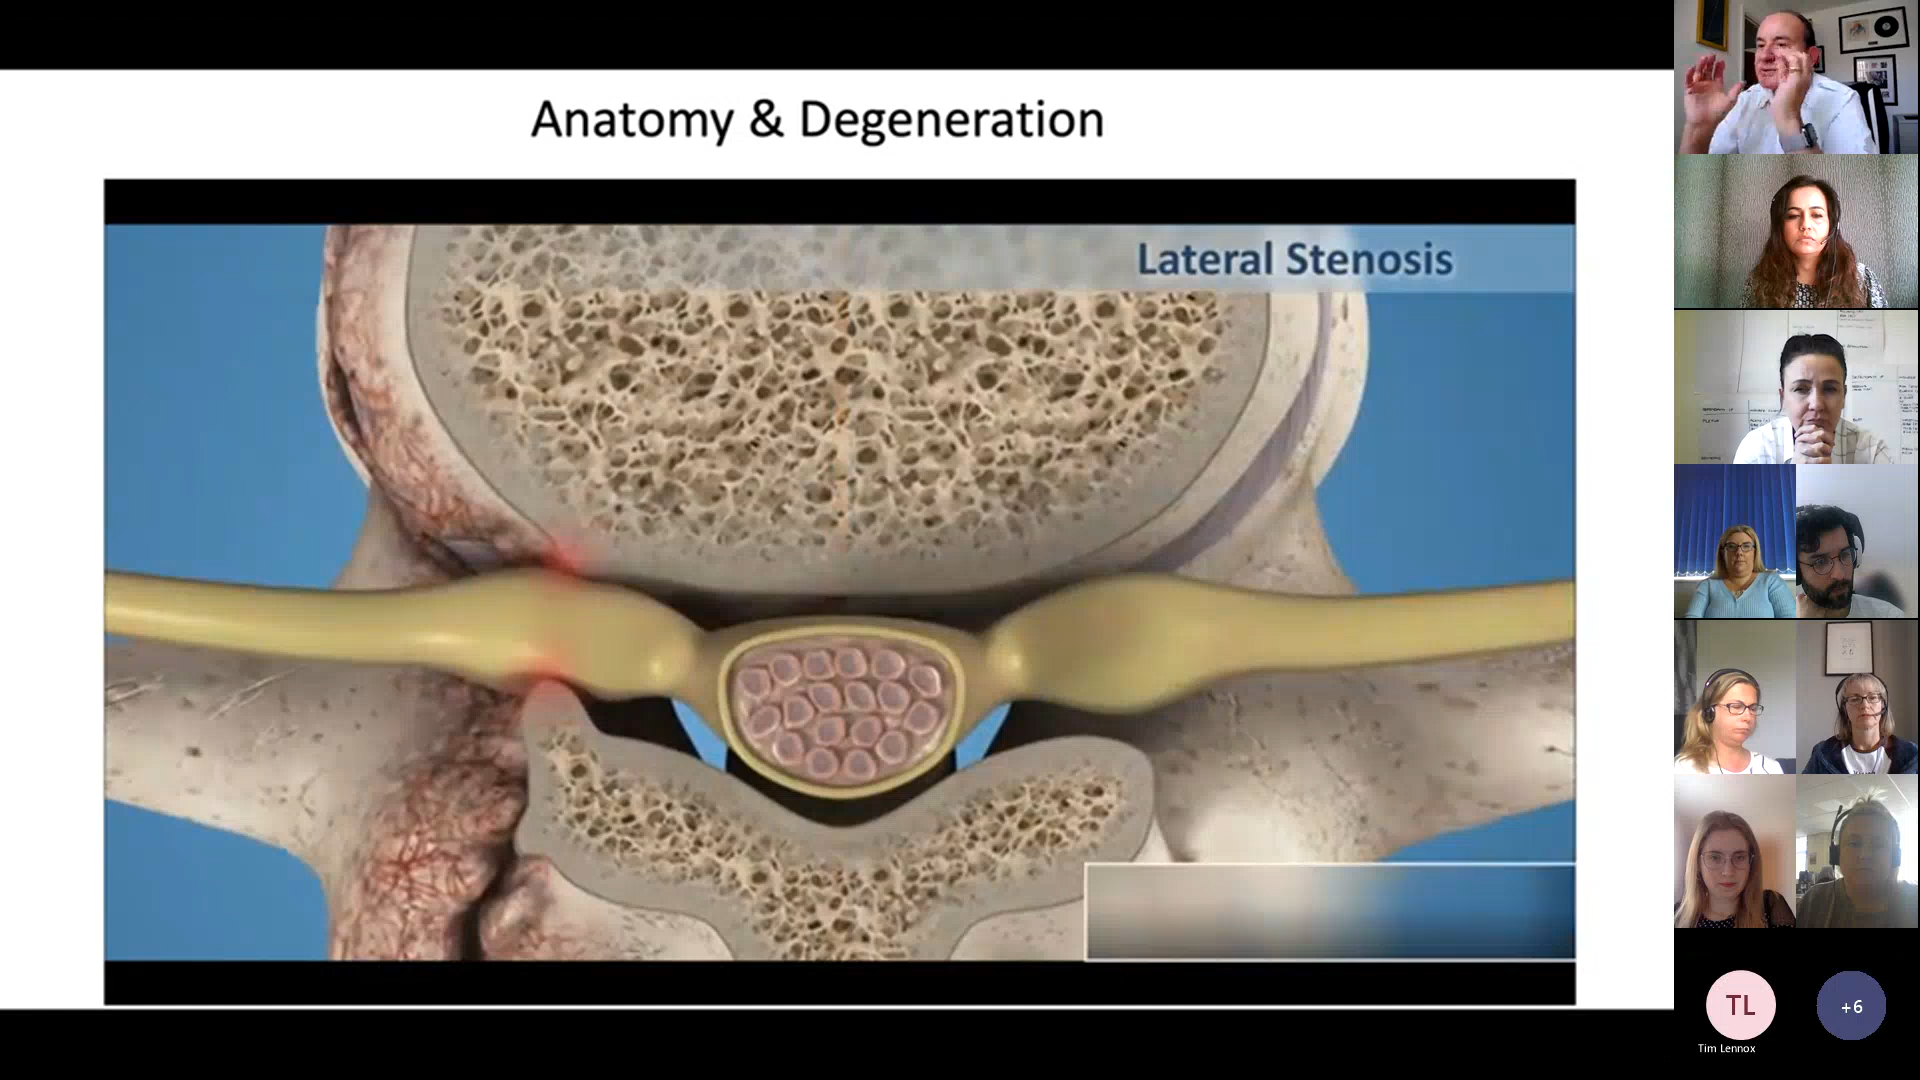 Anatomy & Degeneration
Lateral Stenosis
TL
+6
Tim Lennox